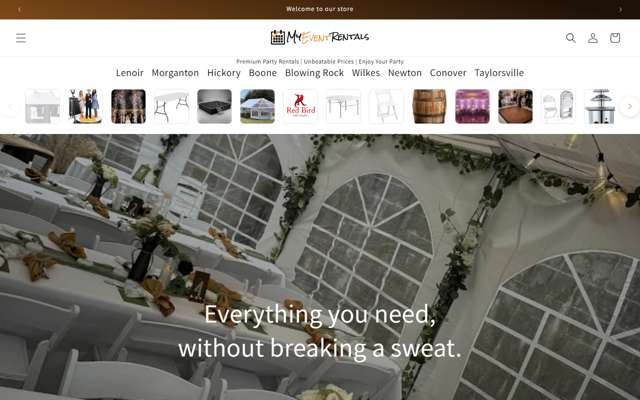 Welcome to our store
MyEventRentals
Premium Party Rentals | Unbeatable Prices | Enjoy Your Party
Lenoir Morganton Hickory Boone Blowing Rock Wilkes Newton Conover Taylorsville
Red Bird
Everything you need,
without breaking a sweat.